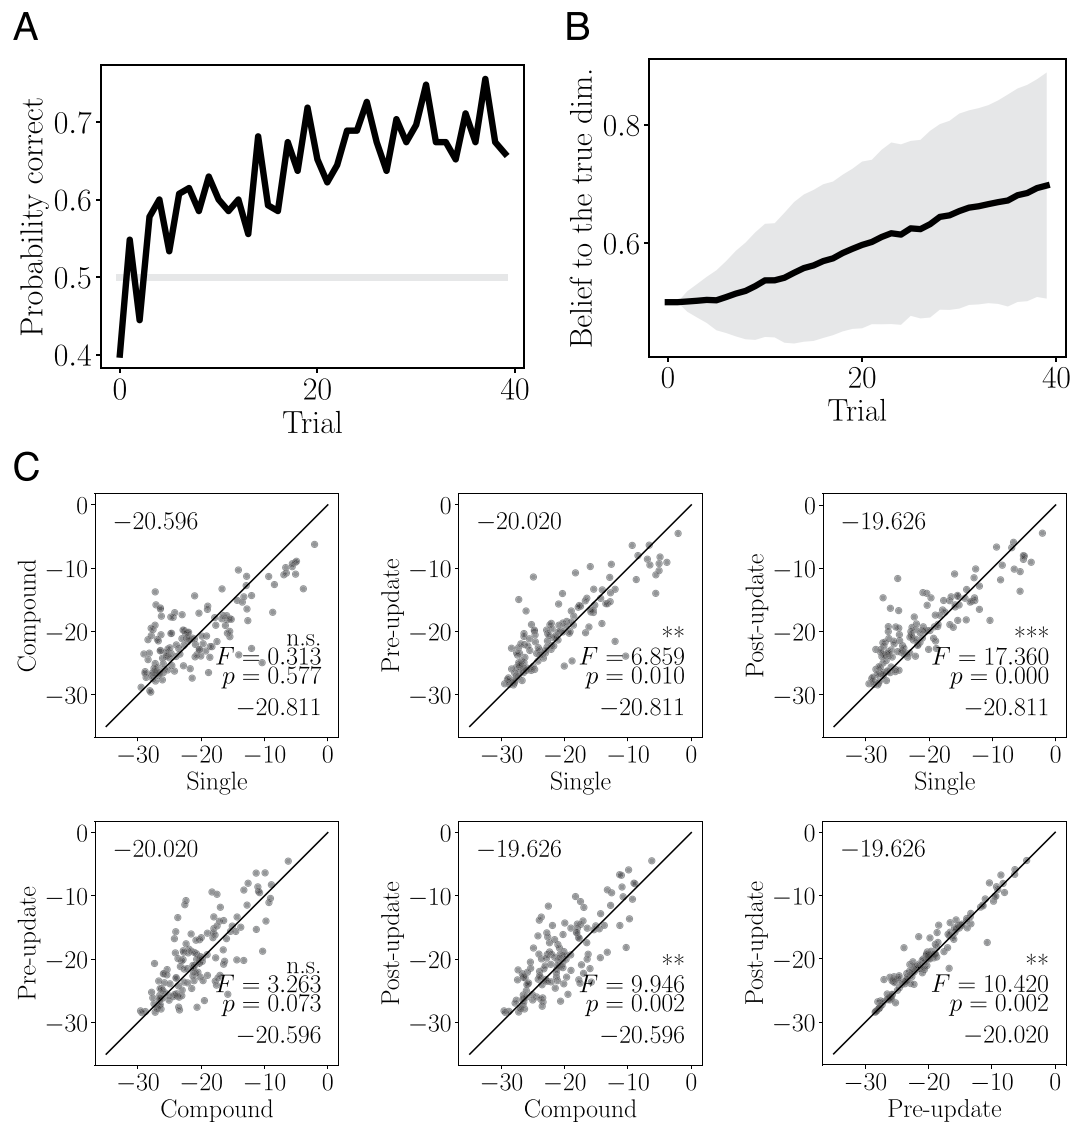 A
Probability correct
0.7
0.6
0.5
0.4
0 20 40
Trial
B
Belief to the true dim.
0.8
0.6
0 20 40
Trial
C
Compound
0
−10
−20
−30
−20.596
n.s.
F = 0.313
p = 0.577
−20.811
−30 −20 −10 0
Single
Pre-update
0
−10
−20
−30
−20.020
**
F = 6.859
p = 0.010
−20.811
−30 −20 −10 0
Single
Post-update
0
−10
−20
−30
−19.626
***
F = 17.360
p = 0.000
−20.811
−30 −20 −10 0
Single
Pre-update
0
−10
−20
−30
−20.020
n.s.
F = 3.263
p = 0.073
−20.596
−30 −20 −10 0
Compound
Post-update
0
−10
−20
−30
−19.626
**
F = 9.946
p = 0.002
−20.596
−30 −20 −10 0
Compound
Post-update
0
−10
−20
−30
−19.626
**
F = 10.420
p = 0.002
−20.020
−30 −20 −10 0
Pre-update